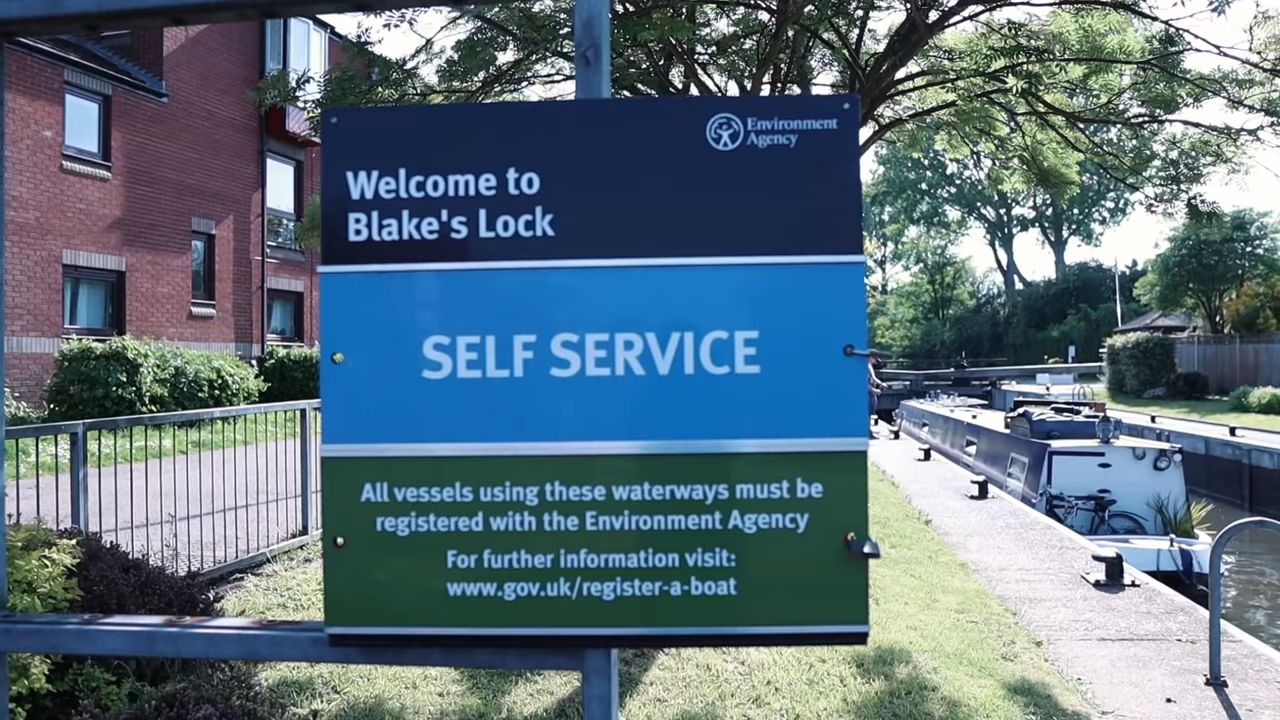 Environment
Agency
Welcome to
Blake's Lock
SELF SERVICE
All vessels using these waterways must be
registered with the Environment Agency
For further information visit:
www.gov.uk/register-a-boat